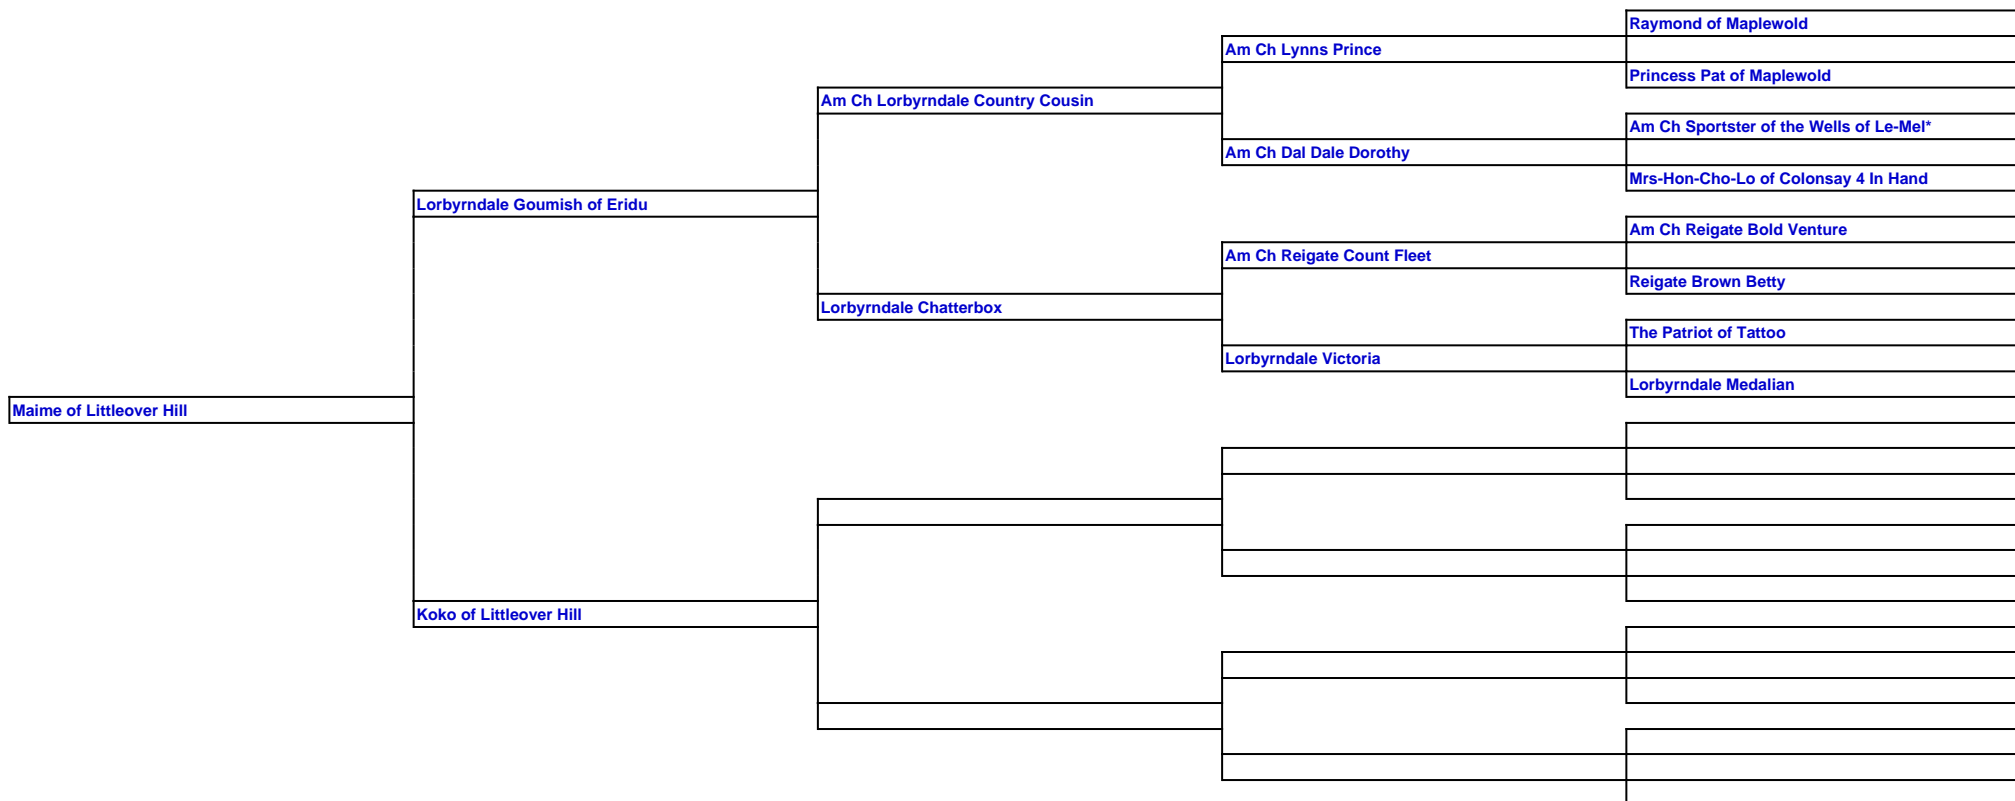 Raymond of Maplewold
Am Ch Lynns Prince
Princess Pat of Maplewold
Am Ch Lorbyrndale Country Cousin
Am Ch Sportster of the Wells of Le-Mel*
Am Ch Dal Dale Dorothy
Mrs-Hon-Cho-Lo of Colonsay 4 In Hand
Lorbyrndale Goumish of Eridu
Am Ch Reigate Bold Venture
Am Ch Reigate Count Fleet
Reigate Brown Betty
Lorbyrndale Chatterbox
The Patriot of Tattoo
Lorbyrndale Victoria
Lorbyrndale Medalian
Maime of Littleover Hill
Koko of Littleover Hill